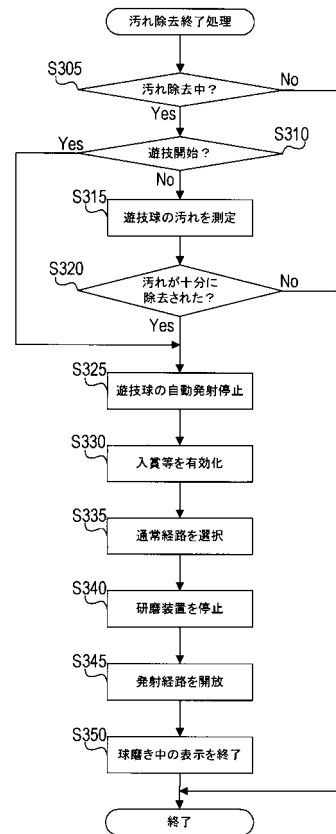 汚れ除去終了処理
S305
汚れ除去中？
No
Yes
S310
Yes
遊技開始？
No
S315
遊技球の汚れを測定
S320
汚れが十分に
除去された？
No
Yes
S325
遊技球の自動発射停止
S330
入賞等を有効化
S335
通常経路を選択
S340
研磨装置を停止
S345
発射経路を開放
S350
球磨き中の表示を終了
終了